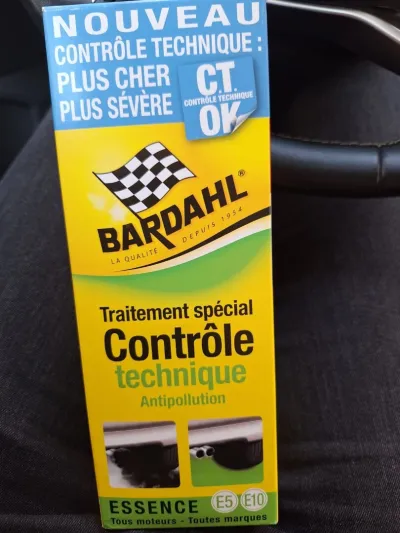 NOUVEAU
CONTRÔLE TECHNIQUE :
PLUS CHER
PLUS SÉVÈRE
C.T.
CONTRÔLE TECHNIQUE
OK
BARDAHL®
LA QUALITÉ DEPUIS 1954
Traitement spécial
Contrôle
technique
Antipollution
ESSENCE E5 E10
Tous moteurs - Toutes marques